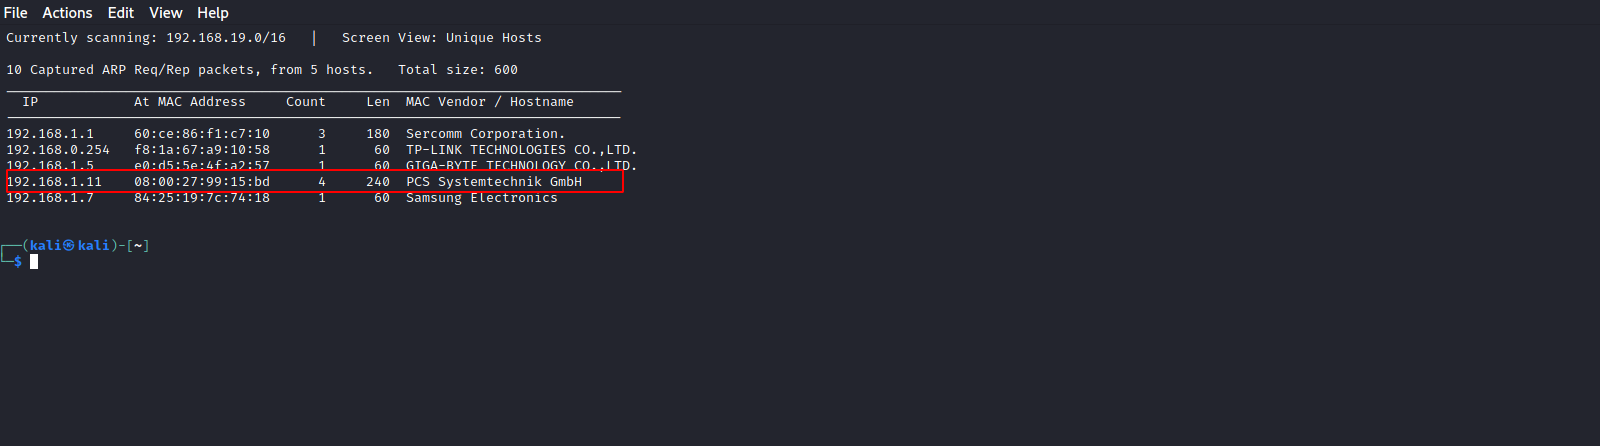 File Actions Edit View Help
Currently scanning: 192.168.19.0/16 | Screen View: Unique Hosts
10 Captured ARP Req/Rep packets, from 5 hosts. Total size: 600
IP At MAC Address Count Len MAC Vendor / Hostname
192.168.1.1 60:ce:86:f1:c7:10 3 180 Sercomm Corporation.
192.168.0.254 f8:1a:67:a9:10:58 1 60 TP-LINK TECHNOLOGIES CO.,LTD.
192.168.1.5 e0:d5:5e:4f:a2:57 1 60 GIGA-BYTE TECHNOLOGY CO.,LTD.
192.168.1.11 08:00:27:99:15:bd 4 240 PCS Systemtechnik GmbH
192.168.1.7 84:25:19:7c:74:18 1 60 Samsung Electronics
┌──(kali㉿kali)-[~]
└─$